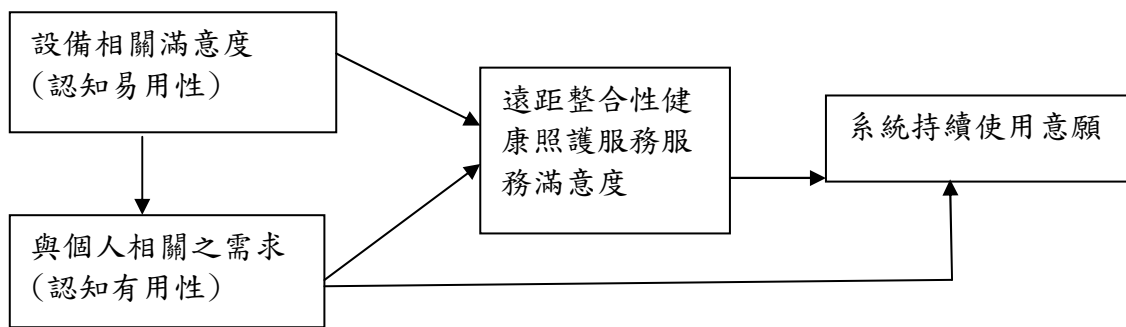 設備相關滿意度
(認知易用性)
遠距整合性健
康照護服務服
務滿意度
系統持續使用意願
與個人相關之需求
(認知有用性)